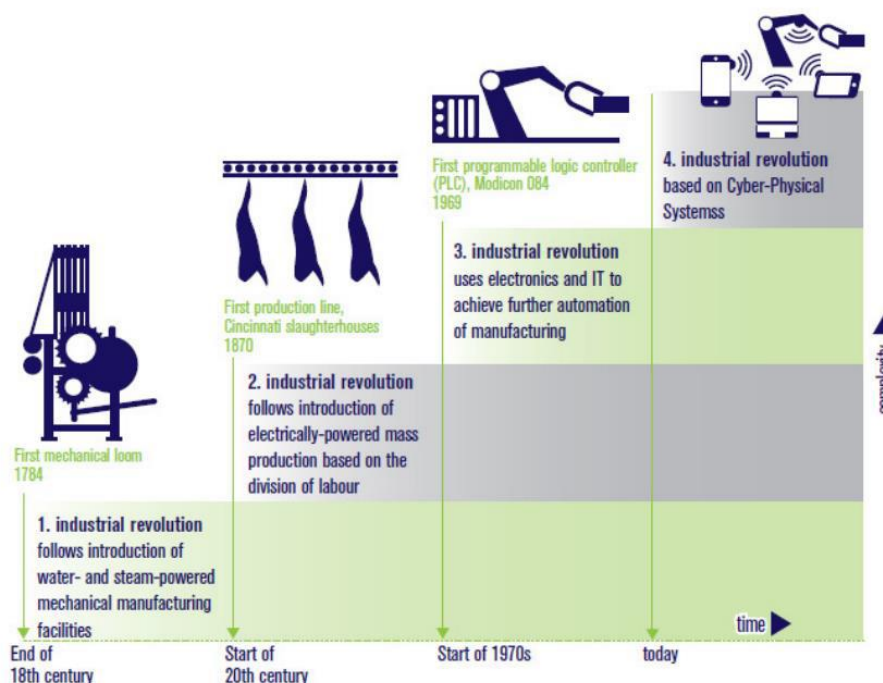 4. industrial revolution
based on Cyber-Physical
Systemss
First programmable logic controller
(PLC), Modicon 084
1969
3. industrial revolution
uses electronics and IT to
achieve further automation
of manufacturing
First production line,
Cincinnati slaughterhouses
1870
2. industrial revolution
follows introduction of
electrically-powered mass
production based on the
division of labour
First mechanical loom
1784
1. industrial revolution
follows introduction of
water- and steam-powered
mechanical manufacturing
facilities
complexity
time
End of
18th century
Start of
20th century
Start of 1970s
today